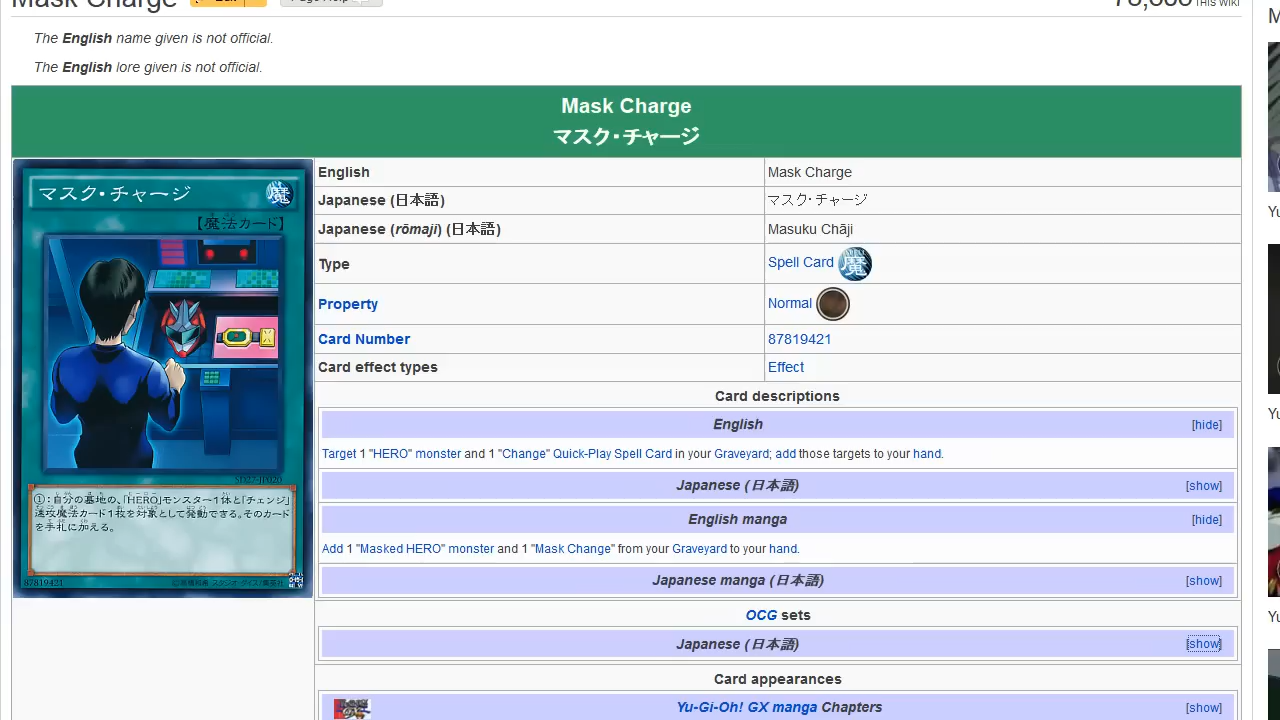 Mask Charge
THIS WIKI
The English name given is not official.
The English lore given is not official.
Mask Charge
マスク・チャージ
マスク・チャージ
魔
【魔法カード】
SD27-JP020
①：自分の墓地の、「HERO」モンスター１体と「チェンジ」
速攻魔法カード１枚を対象として発動できる。そのカード
を手札に加える。
87819421
English Mask Charge
Japanese (日本語) マスク・チャージ
Japanese (rōmaji) (日本語) Masuku Chāji
Type Spell Card 魔
Property Normal
Card Number 87819421
Card effect types Effect
Card descriptions
English [hide]
Target 1 "HERO" monster and 1 "Change" Quick-Play Spell Card in your Graveyard; add those targets to your hand.
Japanese (日本語) [show]
English manga [hide]
Add 1 "Masked HERO" monster and 1 "Mask Change" from your Graveyard to your hand.
Japanese manga (日本語) [show]
OCG sets
Japanese (日本語) [show]
Card appearances
Yu-Gi-Oh! GX manga Chapters [show]
Yu
Yu
Yu